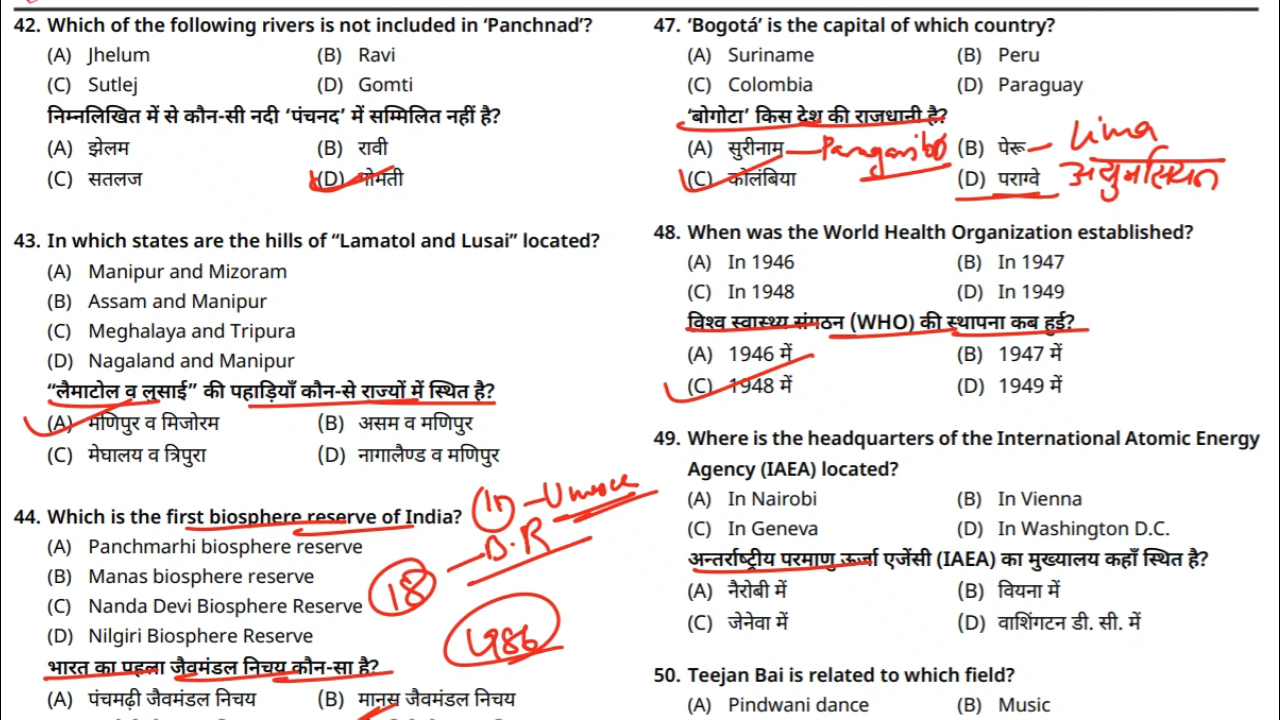 42. Which of the following rivers is not included in ‘Panchnad’?
(A) Jhelum (B) Ravi
(C) Sutlej (D) Gomti
निम्नलिखित में से कौन-सी नदी ‘पंचनद’ में सम्मिलित नहीं है?
(A) झेलम (B) रावी
(C) सतलज (D) गोमती
43. In which states are the hills of “Lamatol and Lusai” located?
(A) Manipur and Mizoram
(B) Assam and Manipur
(C) Meghalaya and Tripura
(D) Nagaland and Manipur
“लैमाटोल व लुसाई” की पहाड़ियाँ कौन-से राज्यों में स्थित है?
(A) मणिपुर व मिजोरम (B) असम व मणिपुर
(C) मेघालय व त्रिपुरा (D) नागालैण्ड व मणिपुर
44. Which is the first biosphere reserve of India?
(A) Panchmarhi biosphere reserve
(B) Manas biosphere reserve
(C) Nanda Devi Biosphere Reserve
(D) Nilgiri Biosphere Reserve
18 B.R
1986
भारत का पहला जैवमंडल निचय कौन-सा है?
(A) पंचमढ़ी जैवमंडल निचय (B) मानस जैवमंडल निचय
47. ‘Bogotá’ is the capital of which country?
(A) Suriname (B) Peru
(C) Colombia (D) Paraguay
‘बोगोटा’ किस देश की राजधानी है?
(A) सुरीनाम (B) पेरू Lima
(C) कोलंबिया (D) पराग्वे
48. When was the World Health Organization established?
(A) In 1946 (B) In 1947
(C) In 1948 (D) In 1949
विश्व स्वास्थ्य संगठन (WHO) की स्थापना कब हुई?
(A) 1946 में (B) 1947 में
(C) 1948 में (D) 1949 में
49. Where is the headquarters of the International Atomic Energy
Agency (IAEA) located?
(A) In Nairobi (B) In Vienna
(C) In Geneva (D) In Washington D.C.
अन्तर्राष्ट्रीय परमाणु ऊर्जा एजेंसी (IAEA) का मुख्यालय कहाँ स्थित है?
(A) नैरोबी में (B) वियना में
(C) जेनेवा में (D) वाशिंगटन डी. सी. में
50. Teejan Bai is related to which field?
(A) Pindwani dance (B) Music